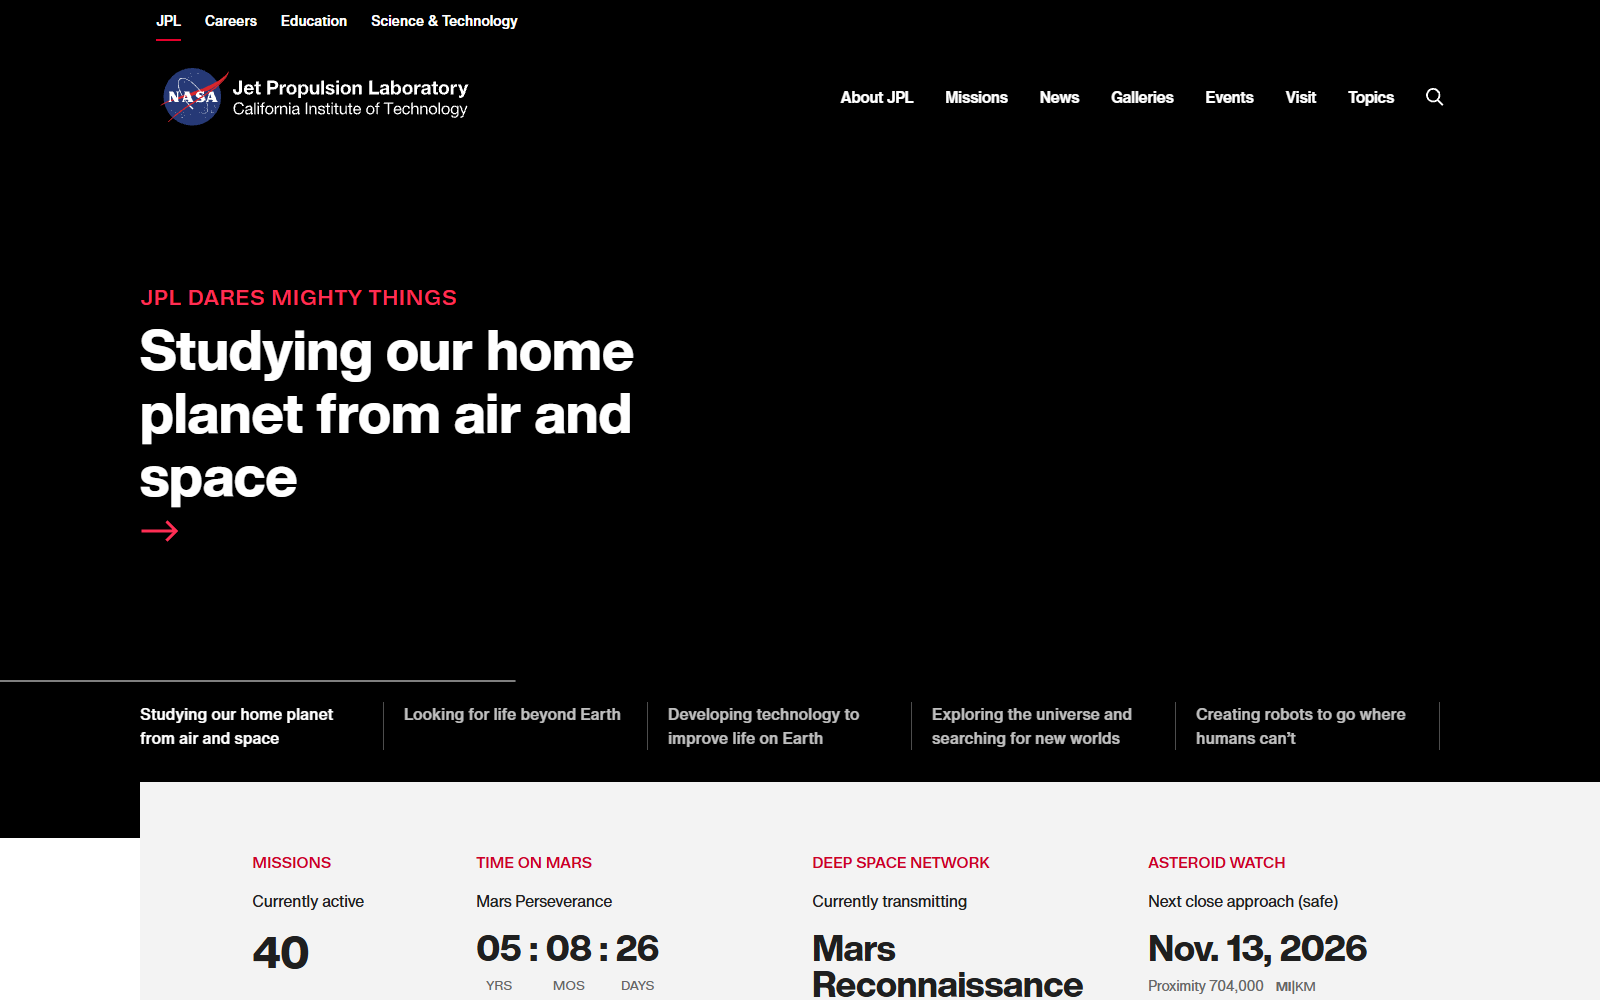 JPL Careers Education Science & Technology
NASA
Jet Propulsion Laboratory
California Institute of Technology
About JPL Missions News Galleries Events Visit Topics
JPL DARES MIGHTY THINGS
Studying our home
planet from air and
space
Studying our home planet
from air and space
Looking for life beyond Earth
Developing technology to
improve life on Earth
Exploring the universe and
searching for new worlds
Creating robots to go where
humans can’t
MISSIONS
Currently active
40
TIME ON MARS
Mars Perseverance
05 : 08 : 26
YRS MOS DAYS
DEEP SPACE NETWORK
Currently transmitting
Mars
Reconnaissance
ASTEROID WATCH
Next close approach (safe)
Nov. 13, 2026
Proximity 704,000 MI|KM